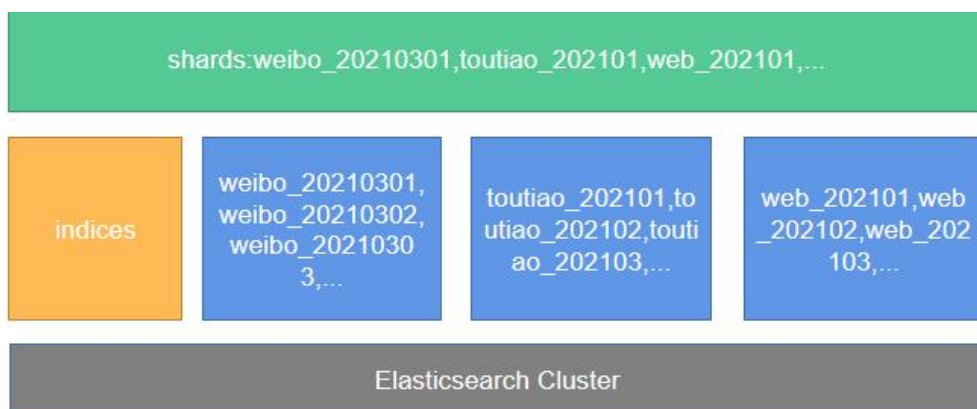 shards:weibo_20210301,toutiao_202101,web_202101,...
indices
weibo_20210301,
weibo_20210302,
weibo_2021030
3,...
toutiao_202101,to
utiao_202102,touti
ao_202103,...
web_202101,web
_202102,web_202
103,...
Elasticsearch Cluster